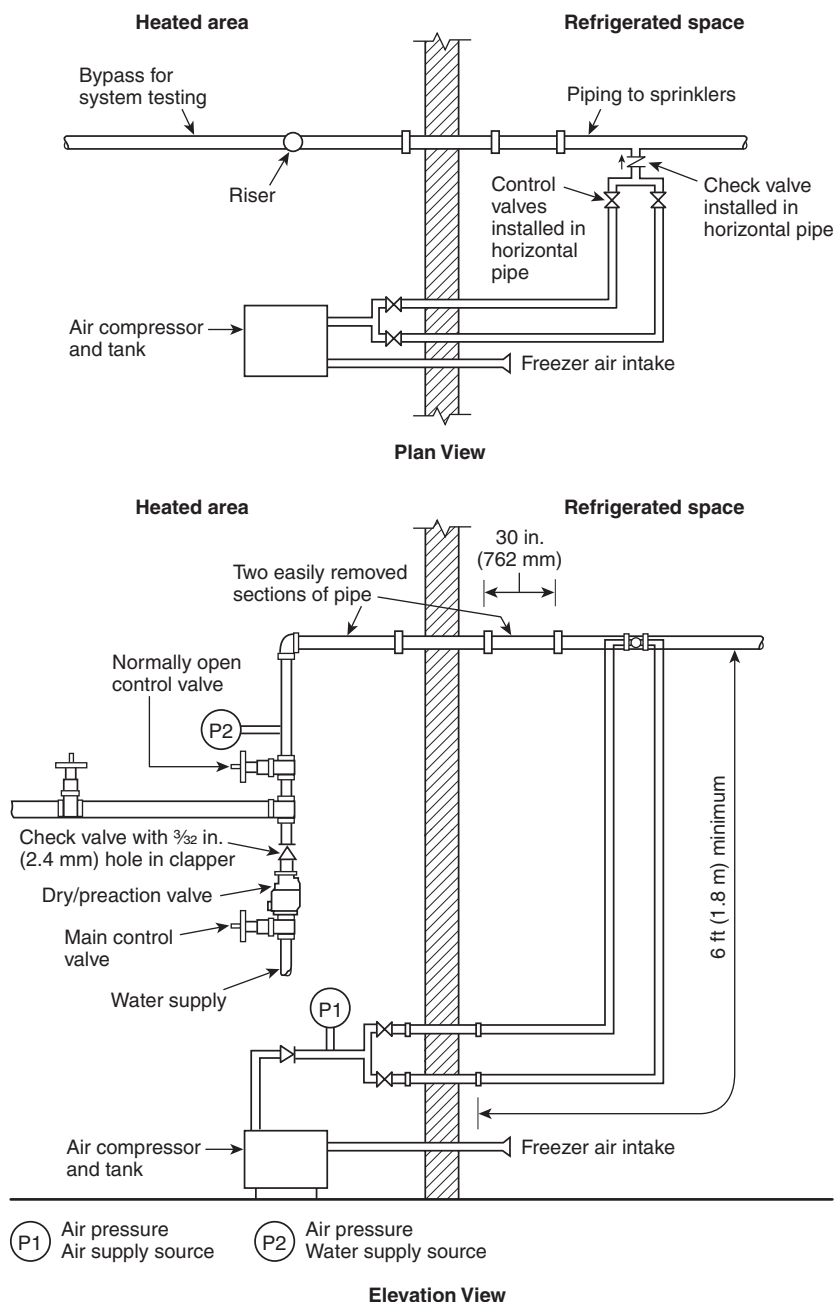 Heated area
Refrigerated space
Bypass for
system testing
Piping to sprinklers
Riser
Control
valves
installed in
horizontal
pipe
Check valve
installed in
horizontal pipe
Air compressor
and tank
Freezer air intake
Plan View
Heated area
Refrigerated space
30 in.
(762 mm)
Two easily removed
sections of pipe
Normally open
control valve
P2
Check valve with 3⁄32 in.
(2.4 mm) hole in clapper
Dry/preaction valve
Main control
valve
Water supply
P1
6 ft (1.8 m) minimum
Air compressor
and tank
Freezer air intake
P1
Air pressure
Air supply source
P2
Air pressure
Water supply source
Elevation View